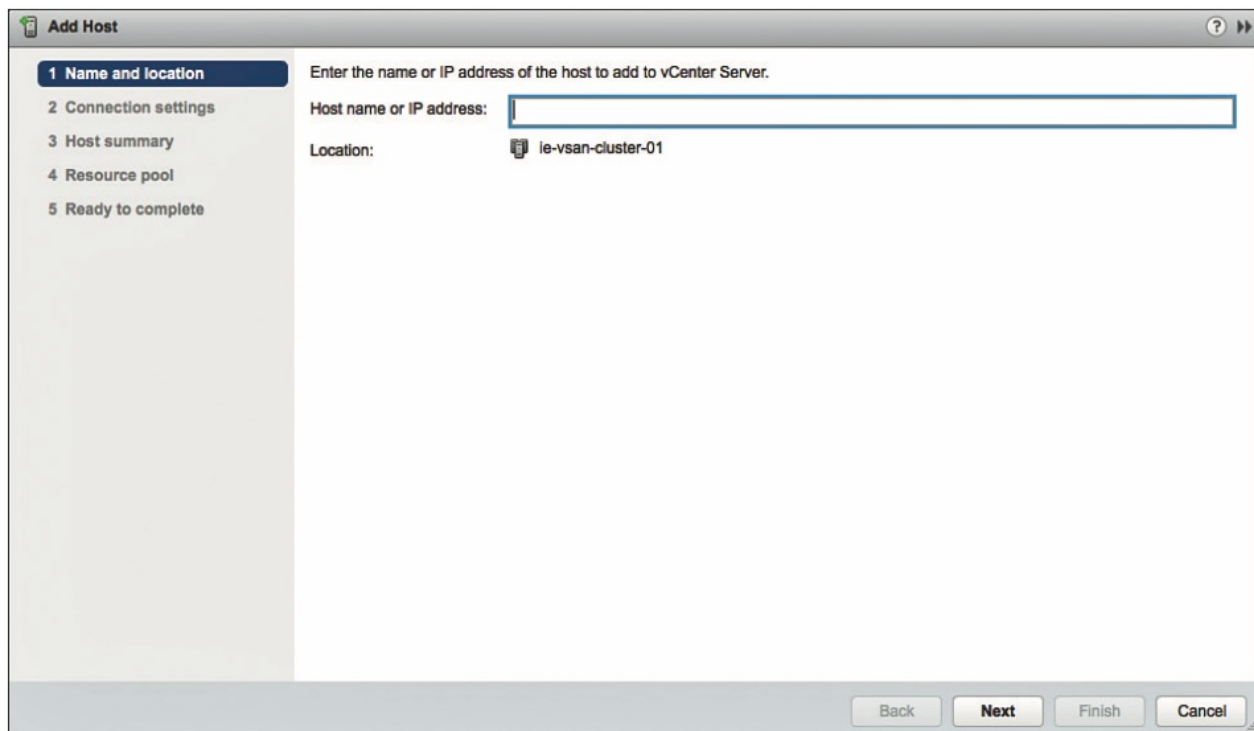 Add Host
?
1 Name and location
2 Connection settings
3 Host summary
4 Resource pool
5 Ready to complete
Enter the name or IP address of the host to add to vCenter Server.
Host name or IP address:
Location: ie-vsan-cluster-01
Back Next Finish Cancel